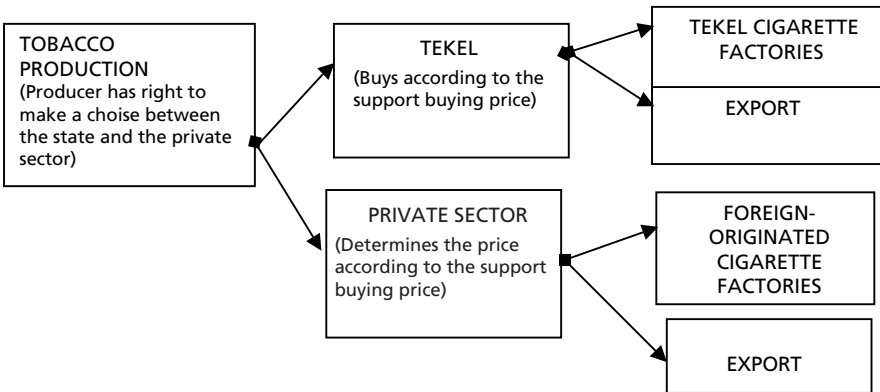 TOBACCO
PRODUCTION
(Producer has right to
make a choise between
the state and the private
sector)
TEKEL
(Buys according to the
support buying price)
TEKEL CIGARETTE
FACTORIES
EXPORT
PRIVATE SECTOR
(Determines the price
according to the support
buying price)
FOREIGN-
ORIGINATED
CIGARETTE
FACTORIES
EXPORT